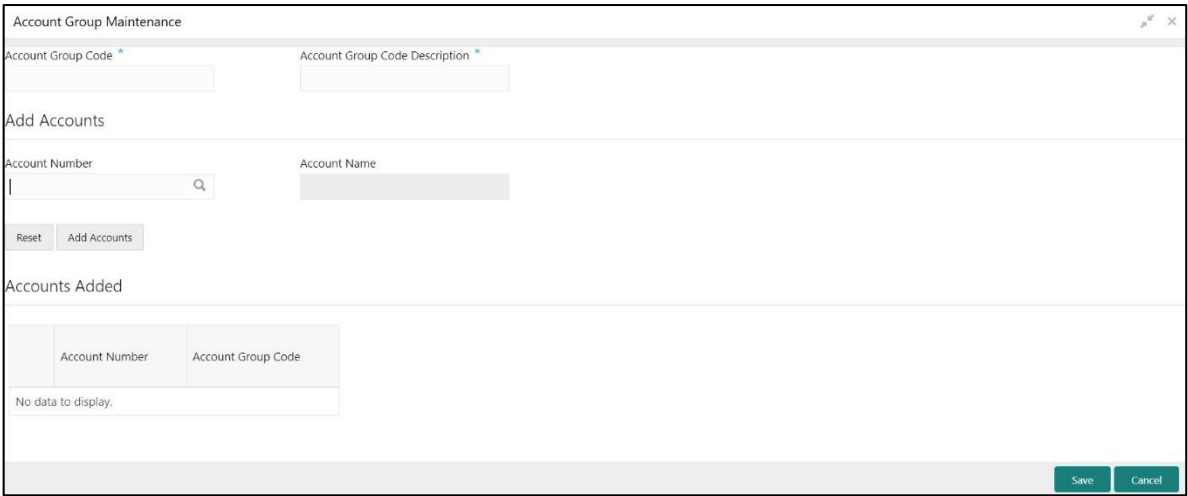 Account Group Maintenance
Account Group Code * Account Group Code Description *
Add Accounts
Account Number Account Name
Reset Add Accounts
Accounts Added
Account Number Account Group Code
No data to display.
Save Cancel